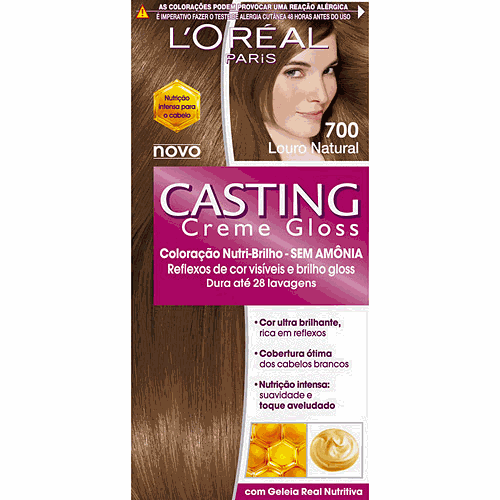 AS COLORAÇÕES PODEM PROVOCAR UMA REAÇÃO ALÉRGICA
É IMPERATIVO FAZER O TESTE DE ALERGIA CUTÂNEA 48 HORAS ANTES DO USO
L'ORÉAL
PARIS
Nutrição
intensa para
o cabelo
novo
700
Louro Natural
CASTING
Creme Gloss
Coloração Nutri-Brilho - SEM AMÔNIA
Reflexos de cor visíveis e brilho gloss
Dura até 28 lavagens
• Cor ultra brilhante,
rica em reflexos
• Cobertura ótima
dos cabelos brancos
• Nutrição intensa:
suavidade e
toque aveludado
com Geleia Real Nutritiva